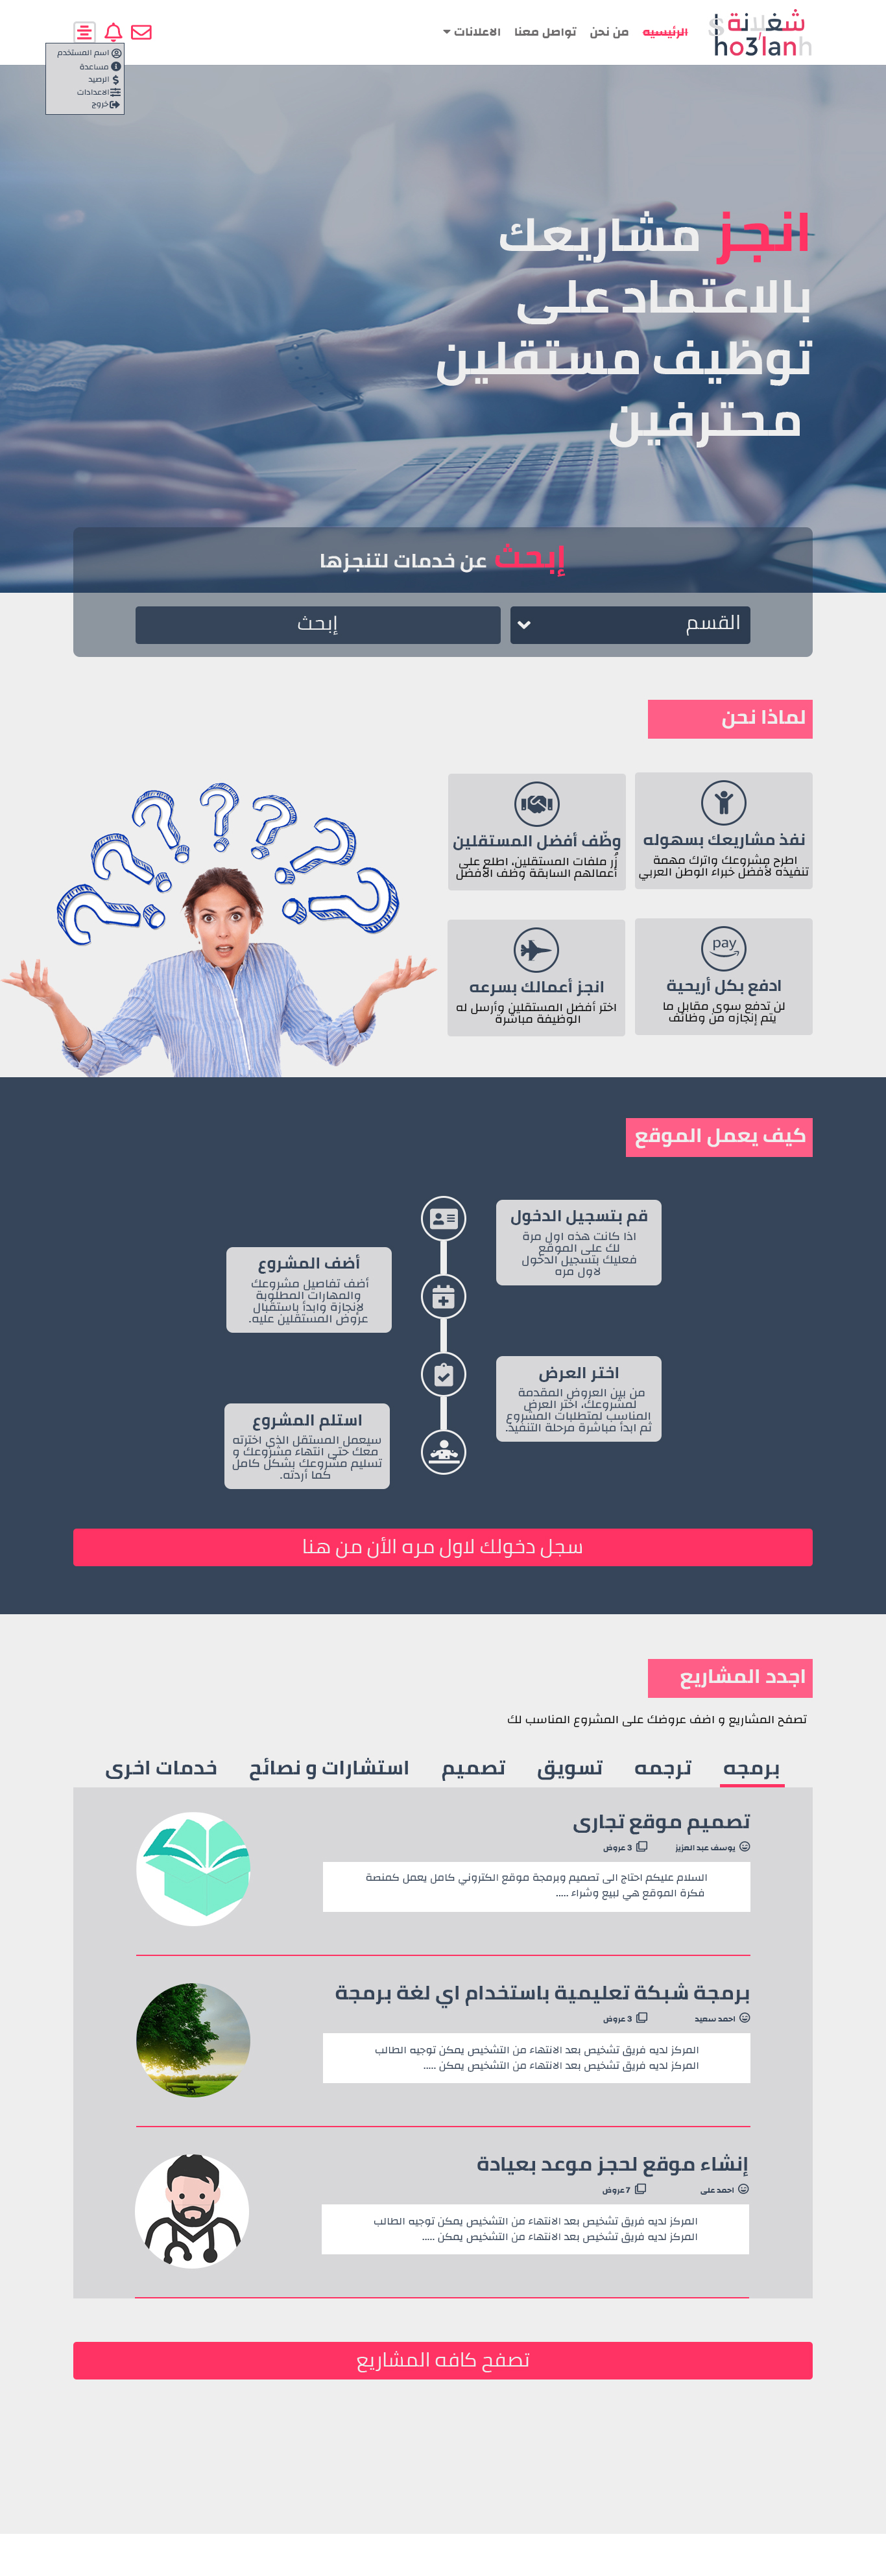 شغلانة
Sho3lanh
الرئيسيه
من نحن
تواصل معنا
الاعلانات
اسم المستخدم
مساعدة
الرصيد
الاعدادات
خروج
انجز مشاريعك
بالاعتماد على
توظيف مستقلين
محترفين
إبحث عن خدمات لتنجزها
القسم
إبحث
لماذا نحن
نفذ مشاريعك بسهوله
اطرح مشروعك واترك مهمة
تنفيذه لأفضل خبراء الوطن العربي
وظّف أفضل المستقلين
زُر ملفات المستقلين، اطلع على
أعمالهم السابقة وظف الأفضل
pay
ادفع بكل أريحية
لن تدفع سوى مقابل ما
يتم إنجازه من وظائف
انجز أعمالك بسرعه
اختر أفضل المستقلين وأرسل له
الوظيفة مباشرة
كيف يعمل الموقع
قم بتسجيل الدخول
اذا كانت هذه اول مرة
لك على الموقع
فعليك بتسجيل الدخول
لاول مره
أضف المشروع
أضف تفاصيل مشروعك
والمهارات المطلوبة
لإنجازة وابدأ باستقبال
عروض المستقلين عليه.
اختر العرض
من بين العروض المقدمة
لمشروعك، اختر العرض
المناسب لمتطلبات المشروع
ثم ابدأ مباشرة مرحلة التنفيذ.
استلم المشروع
سيعمل المستقل الذى اخترته
معك حتى انتهاء مشروعك و
تسليم مشروعك بشكل كامل
كما أردته.
سجل دخولك لاول مره الأن من هنا
اجدد المشاريع
تصفح المشاريع و اضف عروضك على المشروع المناسب لك
برمجه
ترجمه
تسويق
تصميم
استشارات و نصائح
خدمات اخرى
تصميم موقع تجارى
يوسف عبد العزيز
3 عروض
السلام عليكم احتاج الى تصميم وبرمجة موقع الكتروني كامل يعمل كمنصة
فكرة الموقع هي لبيع وشراء .....
برمجة شبكة تعليمية باستخدام اي لغة برمجة
احمد سعيد
3 عروض
المركز لديه فريق تشخيص بعد الانتهاء من التشخيص يمكن توجيه الطالب
المركز لديه فريق تشخيص بعد الانتهاء من التشخيص يمكن .....
إنشاء موقع لحجز موعد بعيادة
احمد على
7 عروض
المركز لديه فريق تشخيص بعد الانتهاء من التشخيص يمكن توجيه الطالب
المركز لديه فريق تشخيص بعد الانتهاء من التشخيص يمكن .....
تصفح كافه المشاريع